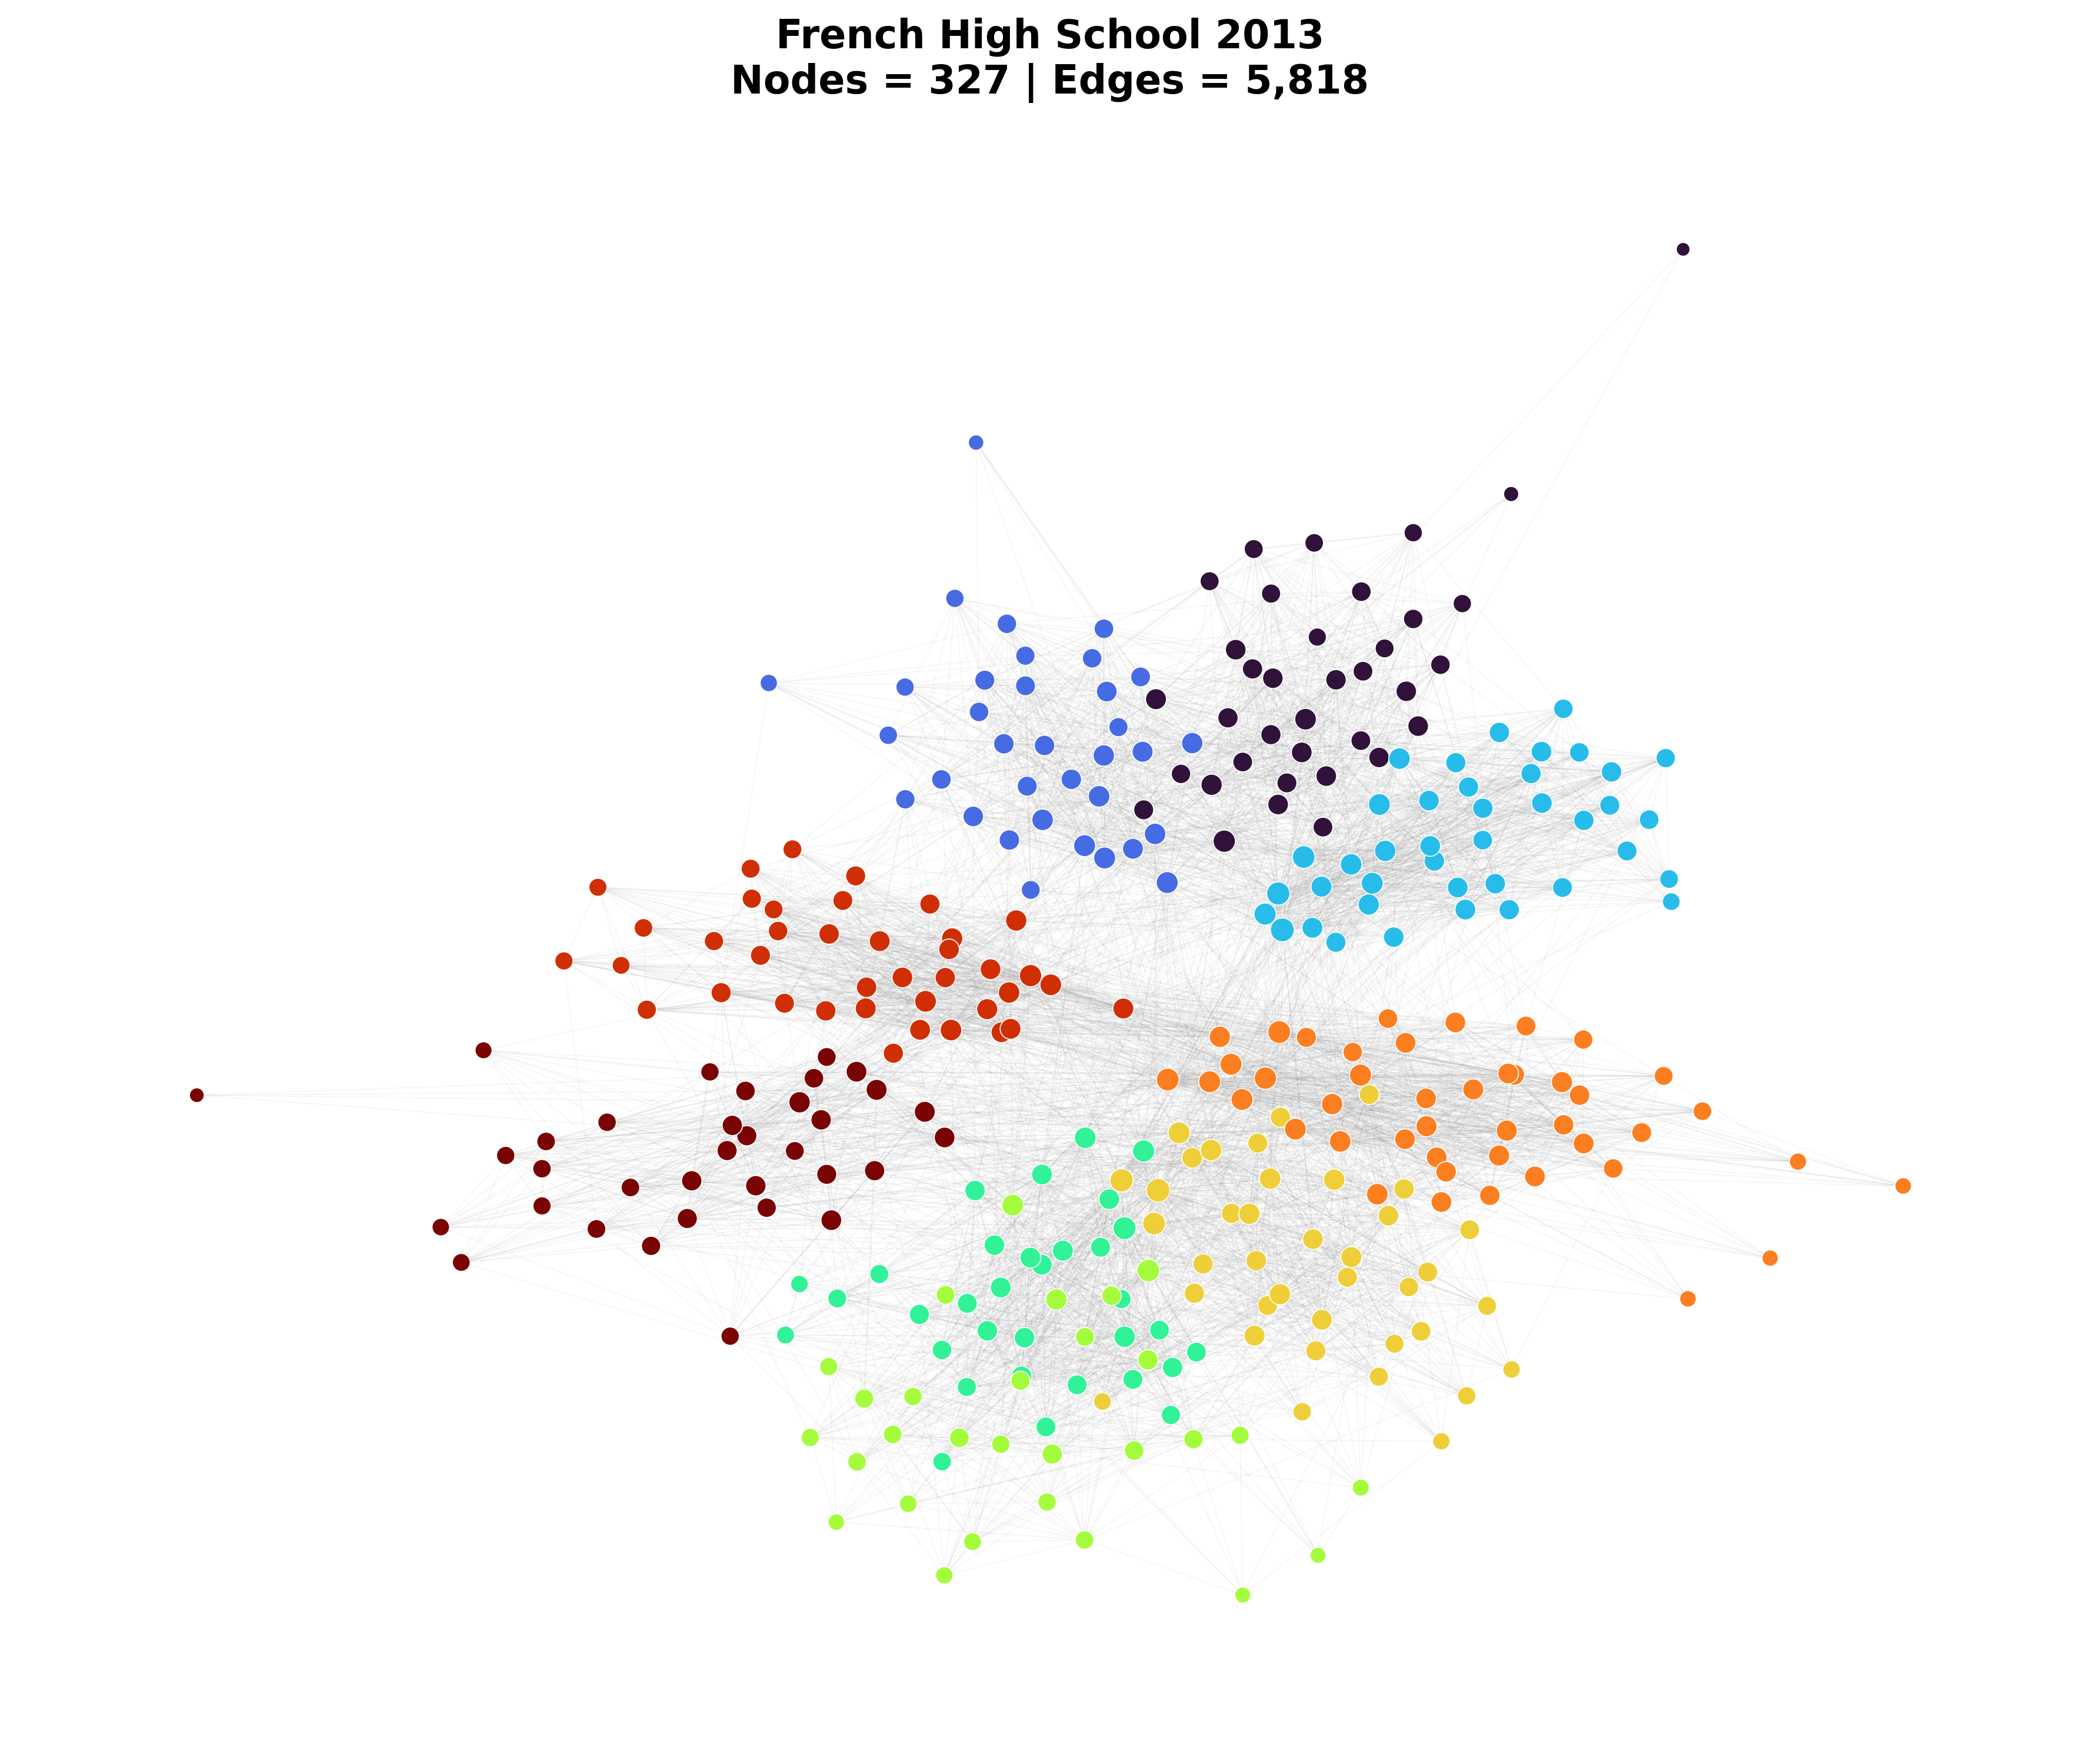 French High School 2013
Nodes = 327 | Edges = 5,818